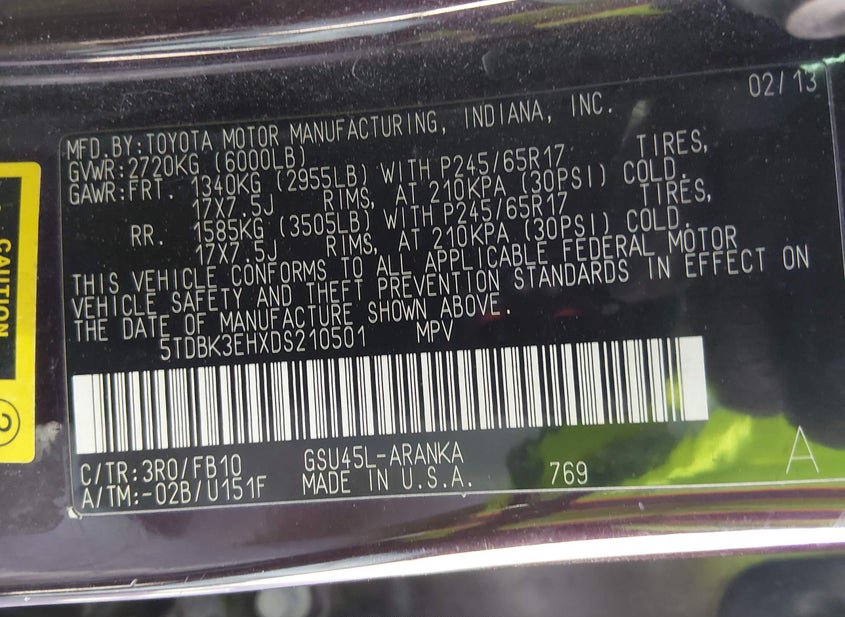 02/13
MFD.BY:TOYOTA MOTOR MANUFACTURING, INDIANA, INC.
GVWR:2720KG (6000LB)
GAWR:FRT. 1340KG (2955LB) WITH P245/65R17 TIRES,
17X7.5J RIMS, AT 210KPA (30PSI) COLD.
RR. 1585KG (3505LB) WITH P245/65R17 TIRES,
17X7.5J RIMS, AT 210KPA (30PSI) COLD.
THIS VEHICLE CONFORMS TO ALL APPLICABLE FEDERAL MOTOR
VEHICLE SAFETY AND THEFT PREVENTION STANDARDS IN EFFECT ON
THE DATE OF MANUFACTURE SHOWN ABOVE.
5TDBK3EHXDS210501 MPV
C/TR:3R0/FB10 GSU45L-ARANKA
A/TM:-02B/U151F MADE IN U.S.A. 769 A
CAUTION
2